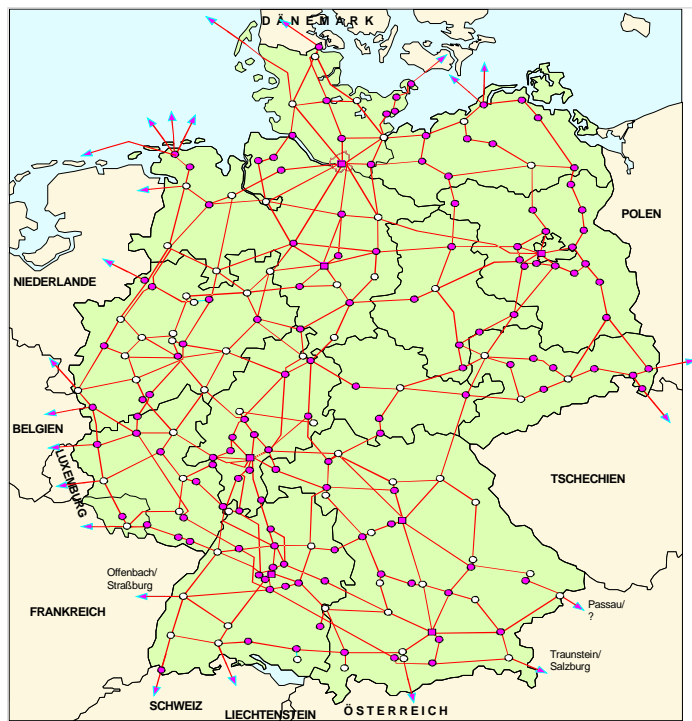 DÄNEMARK
POLEN
NIEDERLANDE
BELGIEN
LUXEMBURG
TSCHECHIEN
Offenbach/
Straßburg
FRANKREICH
Passau/
?
Traunstein/
Salzburg
SCHWEIZ
LIECHTENSTEIN
ÖSTERREICH